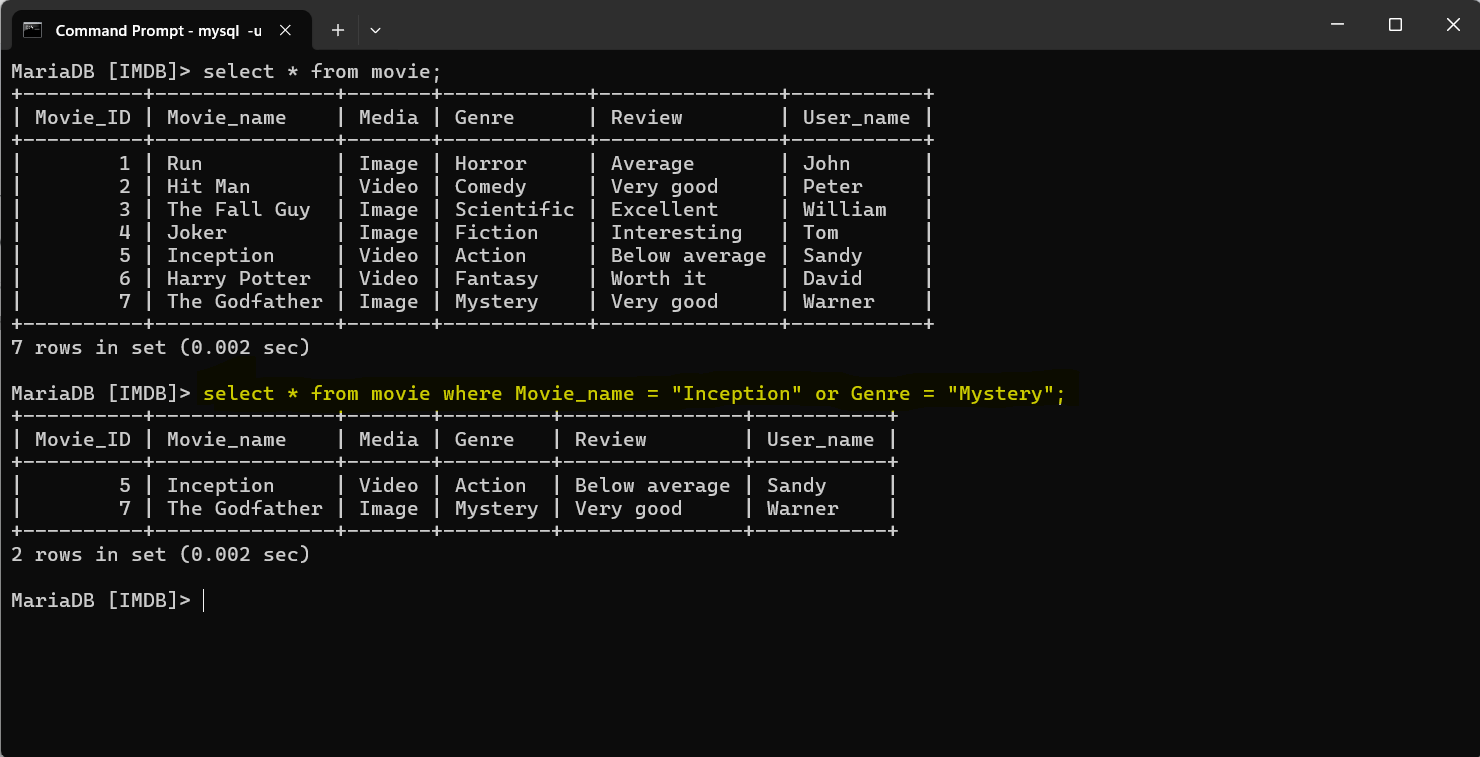 Command Prompt - mysql  -u
MariaDB [IMDB]> select * from movie;
+----------+---------------+-------+-------------+---------------+-----------+
| Movie_ID | Movie_name    | Media | Genre      | Review        | User_name |
+----------+---------------+-------+------------+---------------+-----------+
|        1 | Run           | Image | Horror     | Average       | John      |
|        2 | Hit Man       | Video | Comedy     | Very good     | Peter     |
|        3 | The Fall Guy  | Image | Scientific | Excellent     | William   |
|        4 | Joker         | Image | Fiction    | Interesting   | Tom       |
|        5 | Inception     | Video | Action     | Below average | Sandy     |
|        6 | Harry Potter  | Video | Fantasy    | Worth it      | David     |
|        7 | The Godfather | Image | Mystery    | Very good     | Warner    |
+----------+---------------+-------+------------+---------------+-----------+
7 rows in set (0.002 sec)
MariaDB [IMDB]> select * from movie where Movie_name = "Inception" or Genre = "Mystery";
+----------+---------------+-------+---------+---------------+-----------+
| Movie_ID | Movie_name    | Media | Genre   | Review        | User_name |
+----------+---------------+-------+---------+---------------+-----------+
|        5 | Inception     | Video | Action  | Below average | Sandy     |
|        7 | The Godfather | Image | Mystery | Very good     | Warner    |
+----------+---------------+-------+---------+---------------+-----------+
2 rows in set (0.002 sec)
MariaDB [IMDB]>